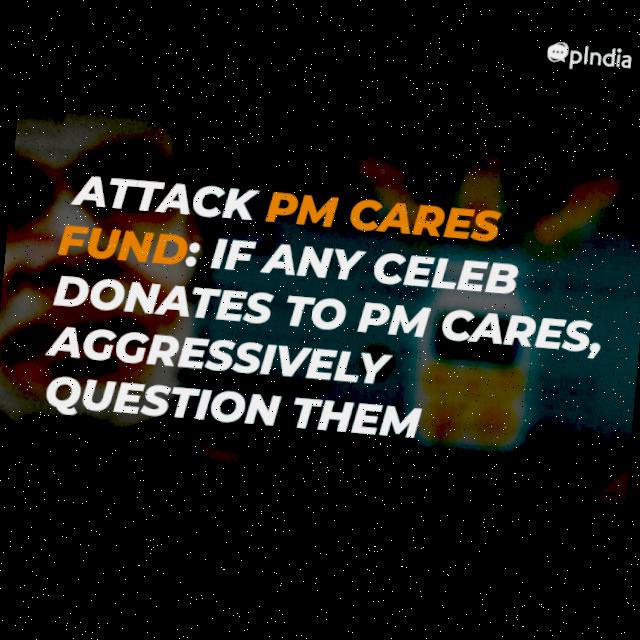 OpIndia
ATTACK PM CARES
FUND: IF ANY CELEB
DONATES TO PM CARES,
AGGRESSIVELY
QUESTION THEM